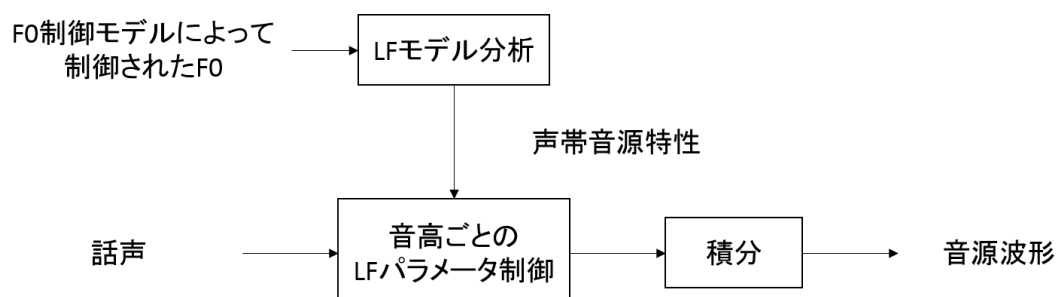 F0制御モデルによって
制御されたF0
LFモデル分析
声帯音源特性
話声
音高ごとの
LFパラメータ制御
積分
音源波形